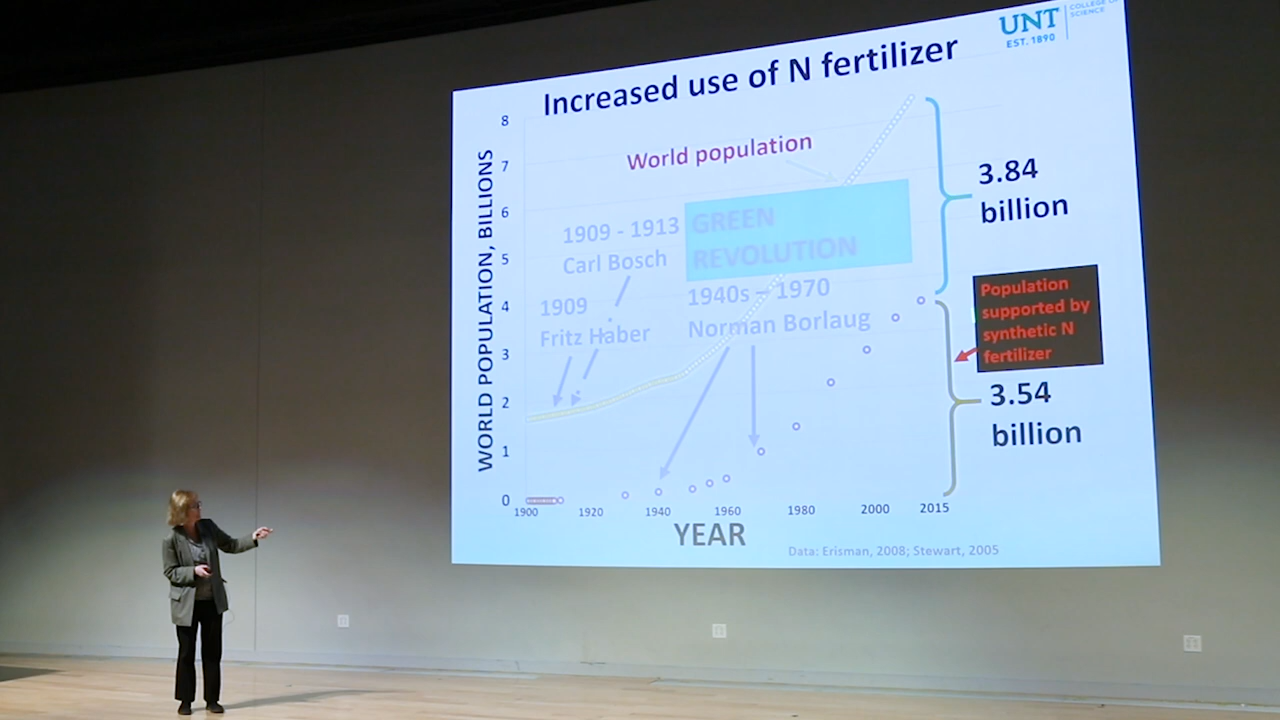 UNT
EST. 1890
COLLEGE OF
SCIENCE
Increased use of N fertilizer
WORLD POPULATION, BILLIONS
8
7
6
5
4
3
2
1
0
World population
1909 - 1913
Carl Bosch
GREEN
REVOLUTION
1909
Fritz Haber
1940s – 1970
Norman Borlaug
3.84
billion
Population
supported by
synthetic N
fertilizer
3.54
billion
1900 1920 1940 1960 1980 2000 2015
YEAR
Data: Erisman, 2008; Stewart, 2005